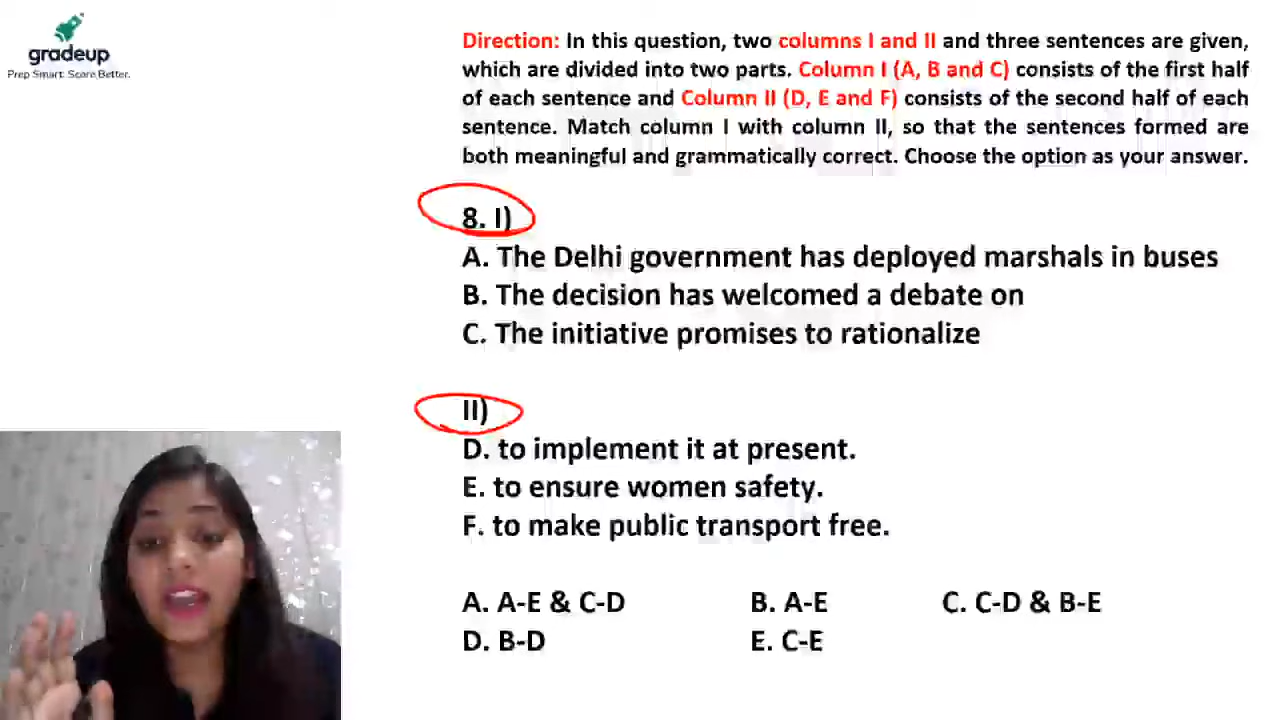 gradeup
Prep Smart. Score Better.
Direction: In this question, two columns I and II and three sentences are given,
which are divided into two parts. Column I (A, B and C) consists of the first half
of each sentence and Column II (D, E and F) consists of the second half of each
sentence. Match column I with column II, so that the sentences formed are
both meaningful and grammatically correct. Choose the option as your answer.
8. I)
A. The Delhi government has deployed marshals in buses
B. The decision has welcomed a debate on
C. The initiative promises to rationalize
II)
D. to implement it at present.
E. to ensure women safety.
F. to make public transport free.
A. A-E & C-D B. A-E C. C-D & B-E
D. B-D E. C-E